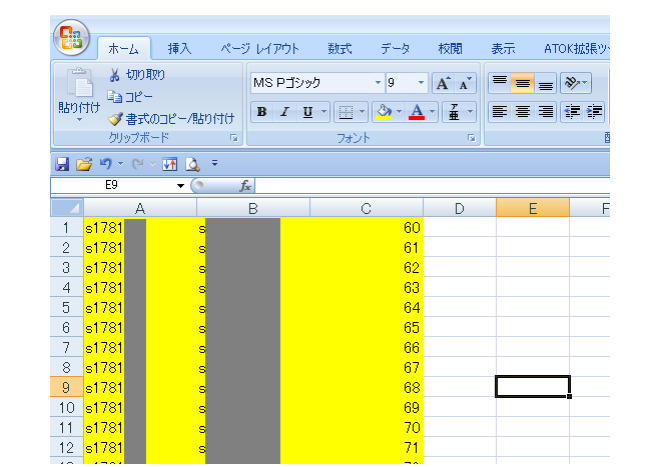 ホーム 挿入 ページ レイアウト 数式 データ 校閲 表示 ATOK拡張ツ
切り取り
コピー
書式のコピー/貼り付け
貼り付け
クリップボード
MS Pゴシック 9 A A
B I U A
フォント
E9 fx
A B C D E F
1 s1781 s 60
2 s1781 s 61
3 s1781 s 62
4 s1781 s 63
5 s1781 s 64
6 s1781 s 65
7 s1781 s 66
8 s1781 s 67
9 s1781 s 68
10 s1781 s 69
11 s1781 s 70
12 s1781 s 71